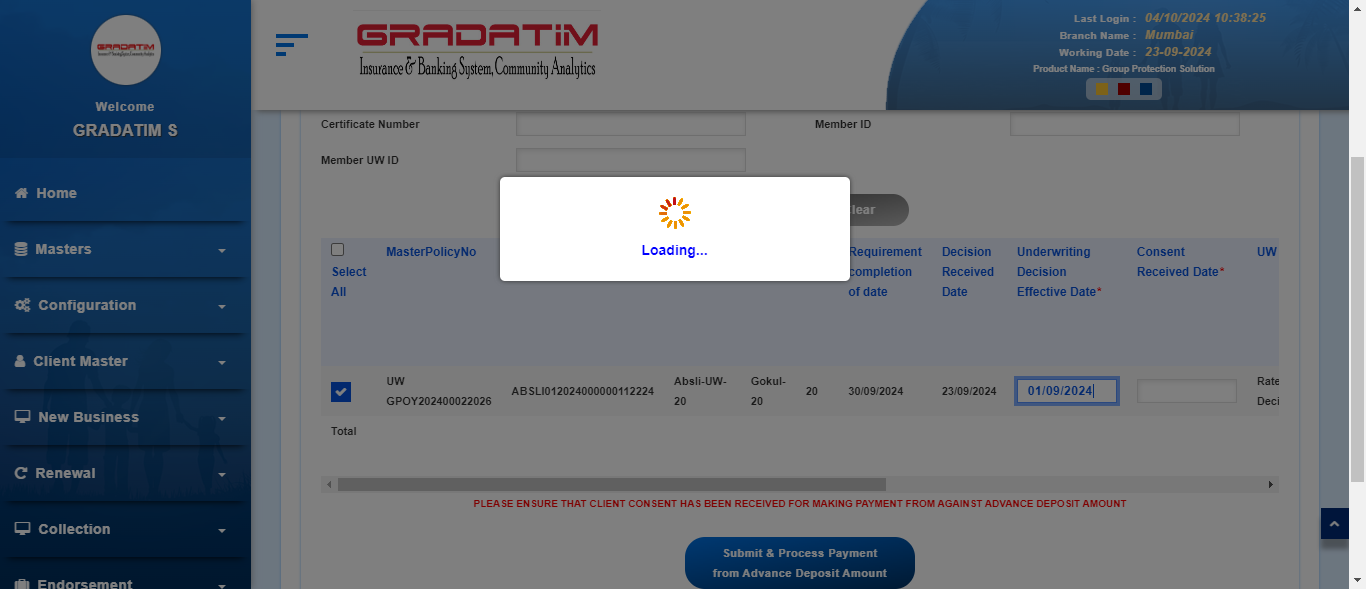 GRADATIM
Insurance & Banking System, Community Analytics
Welcome
GRADATIM S
Home
Masters
Configuration
Client Master
New Business
Renewal
Collection
Endorsement
GRADATIM
Insurance & Banking System, Community Analytics
Last Login : 04/10/2024 10:38:25
Branch Name : Mumbai
Working Date : 23-09-2024
Product Name : Group Protection Solution
Certificate Number
Member ID
Member UW ID
lear
Loading...
Select All
MasterPolicyNo
Requirement completion of date
Decision Received Date
Underwriting Decision Effective Date*
Consent Received Date*
UW
UW GPOY202400022026
ABSLI012024000000112224
Absli-UW-20
Gokul-20
20
30/09/2024
23/09/2024
01/09/2024
Rate
Deci
Total
PLEASE ENSURE THAT CLIENT CONSENT HAS BEEN RECEIVED FOR MAKING PAYMENT FROM AGAINST ADVANCE DEPOSIT AMOUNT
Submit & Process Payment
from Advance Deposit Amount